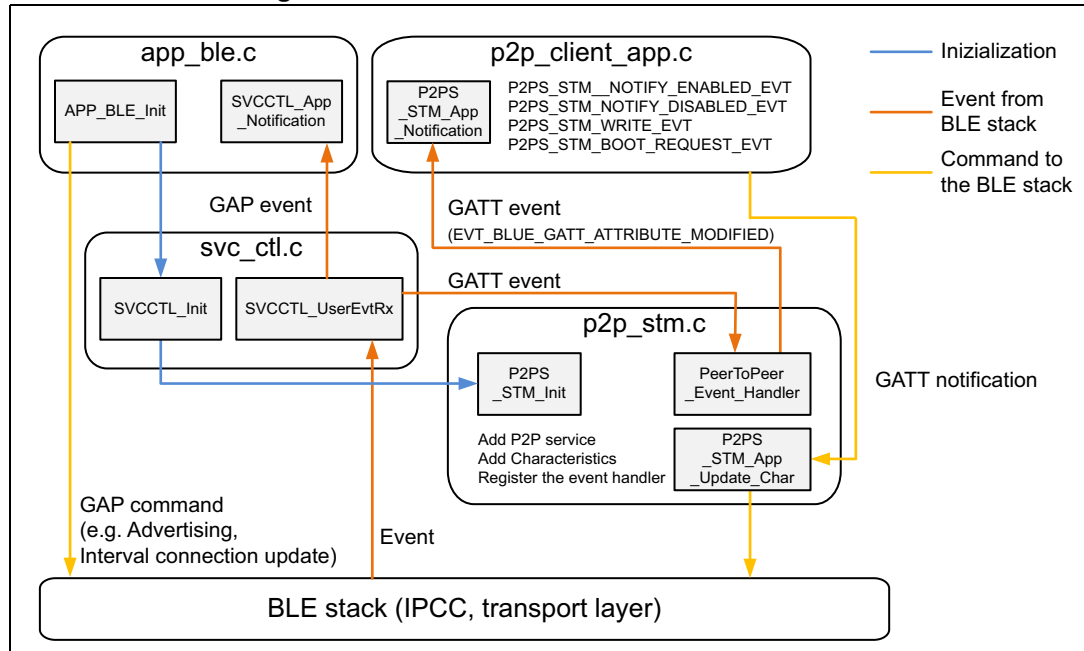 app_ble.c
APP_BLE_Init
SVCCTL_App
_Notification
p2p_client_app.c
P2PS
_STM_App
_Notification
P2PS_STM__NOTIFY_ENABLED_EVT
P2PS_STM_NOTIFY_DISABLED_EVT
P2PS_STM_WRITE_EVT
P2PS_STM_BOOT_REQUEST_EVT
Inizialization
Event from
BLE stack
Command to
the BLE stack
GAP event
GATT event
(EVT_BLUE_GATT_ATTRIBUTE_MODIFIED)
svc_ctl.c
SVCCTL_Init
SVCCTL_UserEvtRx
GATT event
p2p_stm.c
P2PS
_STM_Init
PeerToPeer
_Event_Handler
GATT notification
Add P2P service
Add Characteristics
Register the event handler
P2PS
_STM_App
_Update_Char
GAP command
(e.g. Advertising,
Interval connection update)
Event
BLE stack (IPCC, transport layer)